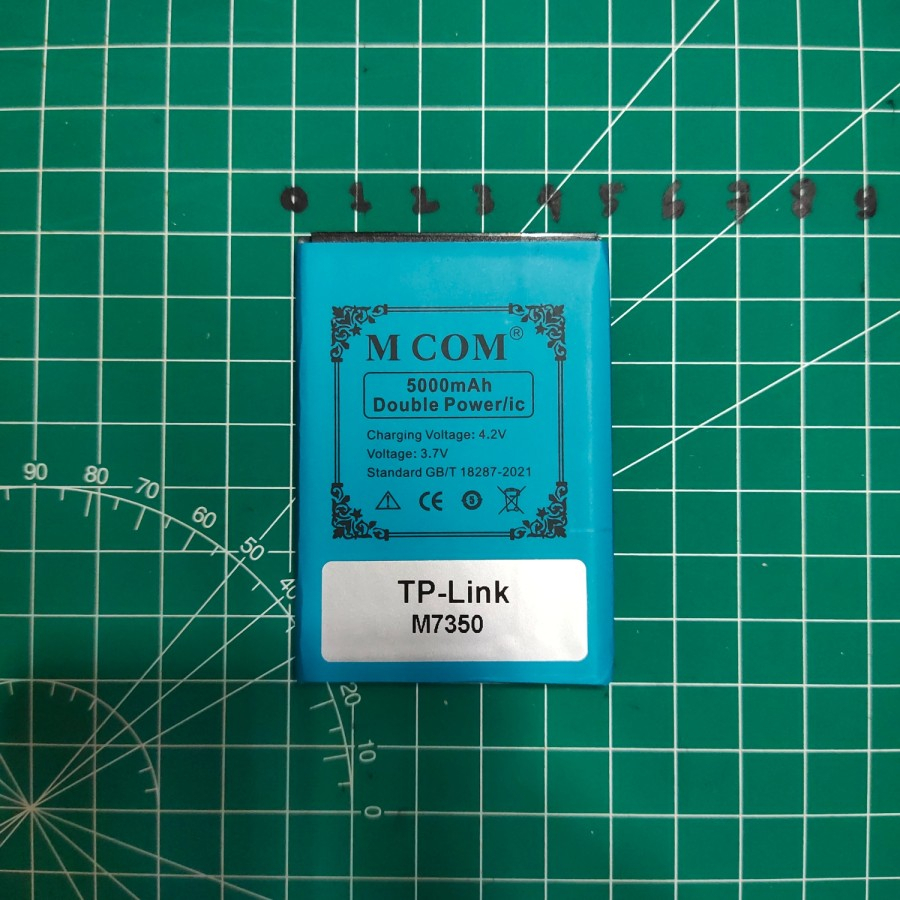 0 1 2 3 4 5 6 7 8 9
M COM®
5000mAh
Double Power/ic
Charging Voltage: 4.2V
Voltage: 3.7V
Standard GB/T 18287-2021
CE
TP-Link
M7350
90 80 70 60 50 40
20
10
0